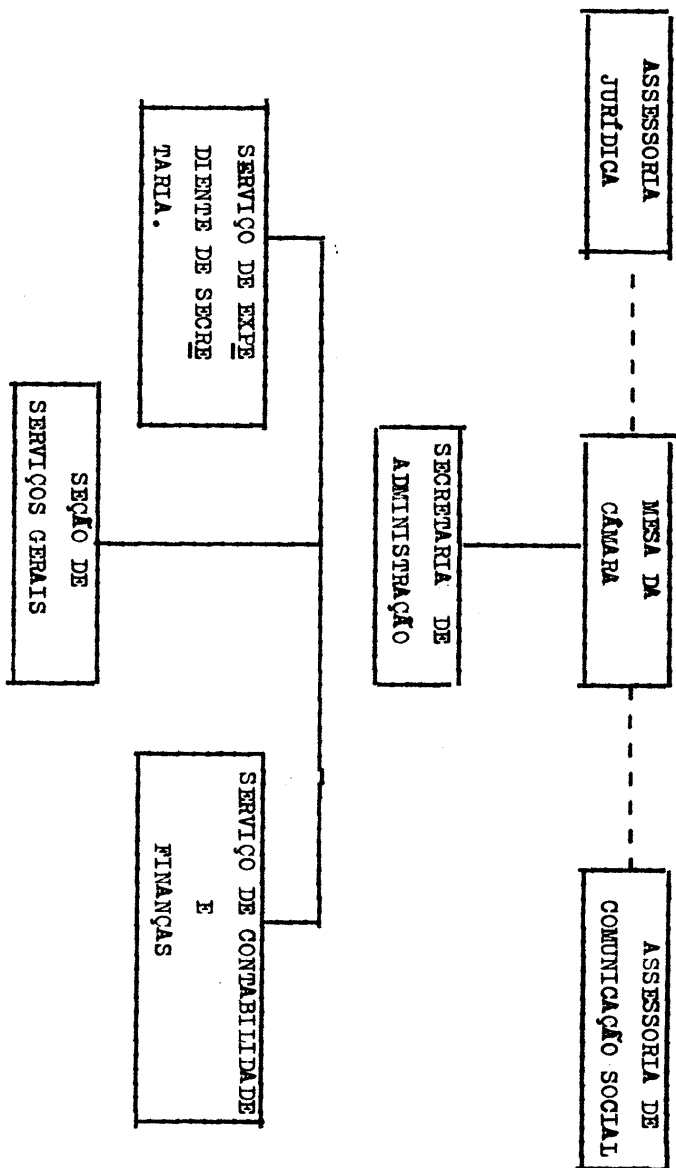 ASSESSORIA
JURÍDICA
MESA DA
CÂMARA
ASSESSORIA DE
COMUNICAÇÃO SOCIAL
SECRETARIA DE
ADMINISTRAÇÃO
SERVIÇO DE EXPE
DIENTE DE SECRE
TARIA.
SEÇÃO DE
SERVIÇOS GERAIS
SERVIÇO DE CONTABILIDADE
E
FINANÇAS